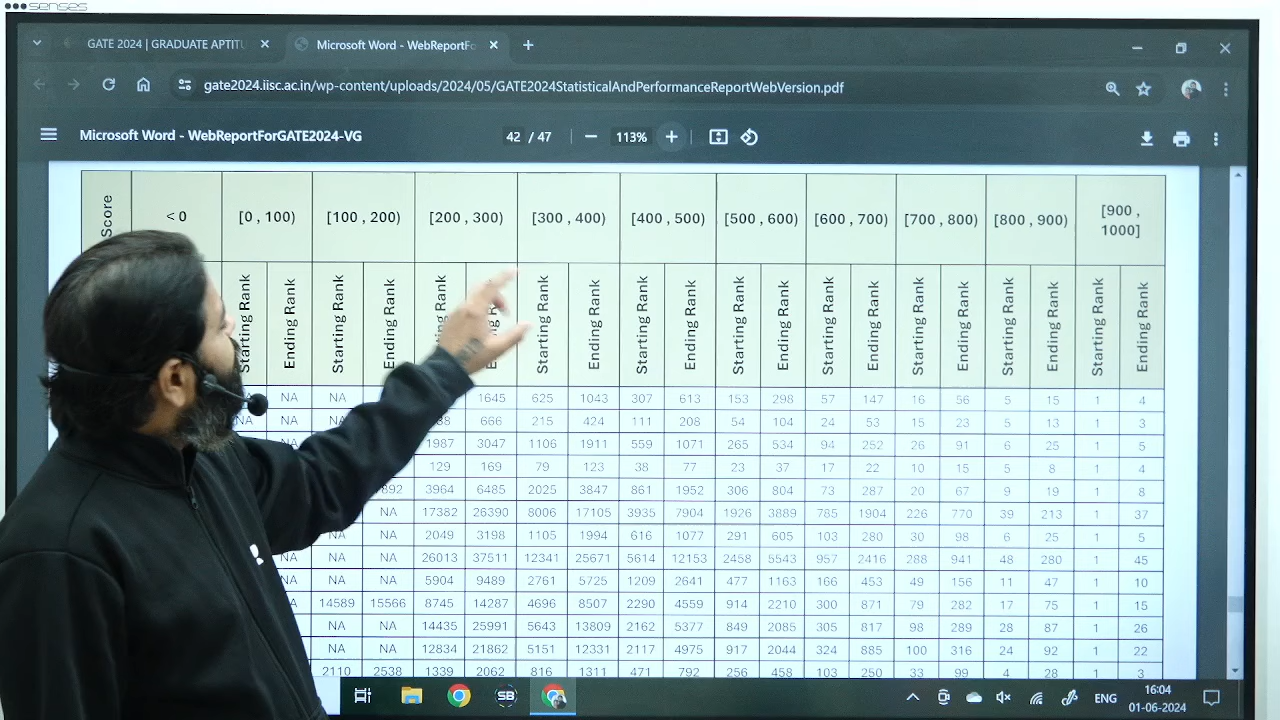 senses
GATE 2024 | GRADUATE APTIT
Microsoft Word - WebReportFo
gate2024.iisc.ac.in/wp-content/uploads/2024/05/GATE2024StatisticalAndPerformanceReportWebVersion.pdf
Microsoft Word - WebReportForGATE2024-VG
42 / 47
113%
Score < 0 [0 , 100) [100 , 200) [200 , 300) [300 , 400) [400 , 500) [500 , 600) [600 , 700) [700 , 800) [800 , 900) [900 , 1000]
Starting Rank Ending Rank Starting Rank Ending Rank Rank Starting Rank Ending Rank Starting Rank Ending Rank Starting Rank Ending Rank Starting Rank Ending Rank Starting Rank Ending Rank Starting Rank Ending Rank Starting Rank Ending Rank
NA NA 1645 625 1043 307 613 153 298 57 147 16 56 5 15 1 4
NA NA NA 666 215 424 111 208 54 104 24 53 15 23 5 13 1 3
NA 1987 3047 1106 1911 559 1071 265 534 94 252 26 91 6 25 1 5
129 169 79 123 38 77 23 37 17 22 10 15 5 8 1 4
3964 6485 2025 3847 861 1952 306 804 73 287 20 67 9 19 1 8
NA 17382 26390 8006 17105 3935 7904 1926 3889 785 1904 226 770 39 213 1 37
NA NA 2049 3198 1105 1994 616 1077 291 605 103 280 30 98 6 25 1 5
NA NA NA 26013 37511 12341 25671 5614 12153 2458 5543 957 2416 288 941 48 280 1 45
NA NA NA 5904 9489 2761 5725 1209 2641 477 1163 166 453 49 156 11 47 1 10
14589 15566 8745 14287 4696 8507 2290 4559 914 2210 300 871 79 282 17 75 1 15
NA NA 14435 25991 5643 13809 2162 5377 849 2085 305 817 98 289 28 87 1 26
NA NA 12834 21862 5151 12331 2117 4975 917 2044 324 885 100 316 24 92 1 22
2110 2538 1339 2062 816 1311 471 792 256 458 103 250 33 99 4 28 1 3
SB
ENG
16:04
01-06-2024